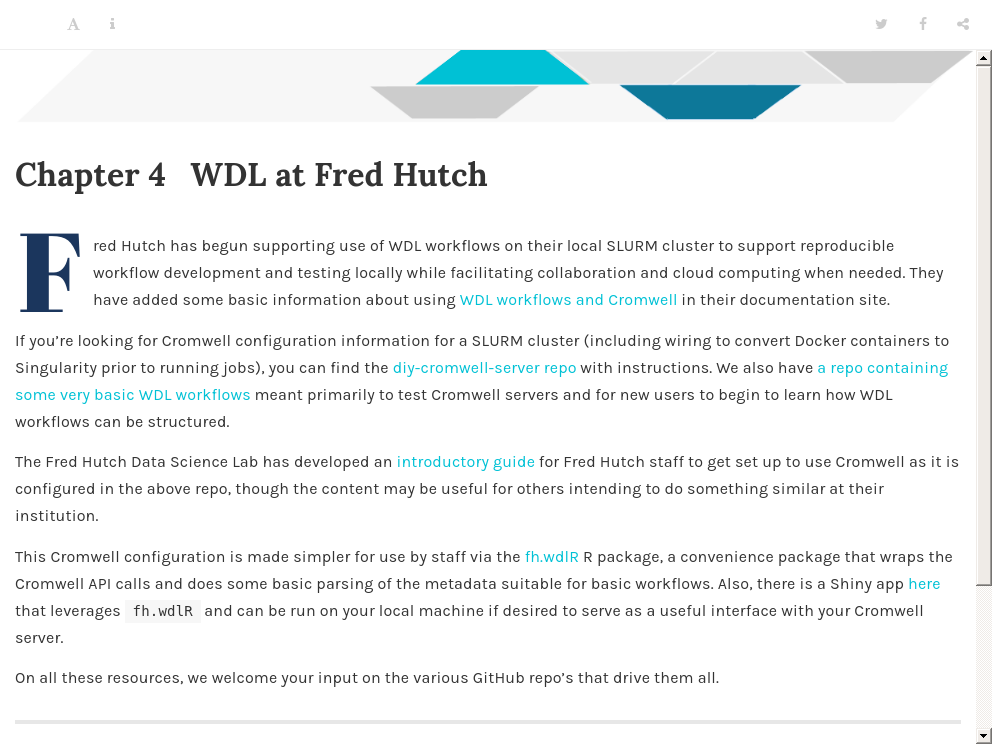 Chapter 4 WDL at Fred Hutch
Fred Hutch has begun supporting use of WDL workflows on their local SLURM cluster to support reproducible
workflow development and testing locally while facilitating collaboration and cloud computing when needed. They
have added some basic information about using WDL workflows and Cromwell in their documentation site.
If you’re looking for Cromwell configuration information for a SLURM cluster (including wiring to convert Docker containers to
Singularity prior to running jobs), you can find the diy-cromwell-server repo with instructions. We also have a repo containing
some very basic WDL workflows meant primarily to test Cromwell servers and for new users to begin to learn how WDL
workflows can be structured.
The Fred Hutch Data Science Lab has developed an introductory guide for Fred Hutch staff to get set up to use Cromwell as it is
configured in the above repo, though the content may be useful for others intending to do something similar at their
institution.
This Cromwell configuration is made simpler for use by staff via the fh.wdlR R package, a convenience package that wraps the
Cromwell API calls and does some basic parsing of the metadata suitable for basic workflows. Also, there is a Shiny app here
that leverages fh.wdlR and can be run on your local machine if desired to serve as a useful interface with your Cromwell
server.
On all these resources, we welcome your input on the various GitHub repo’s that drive them all.